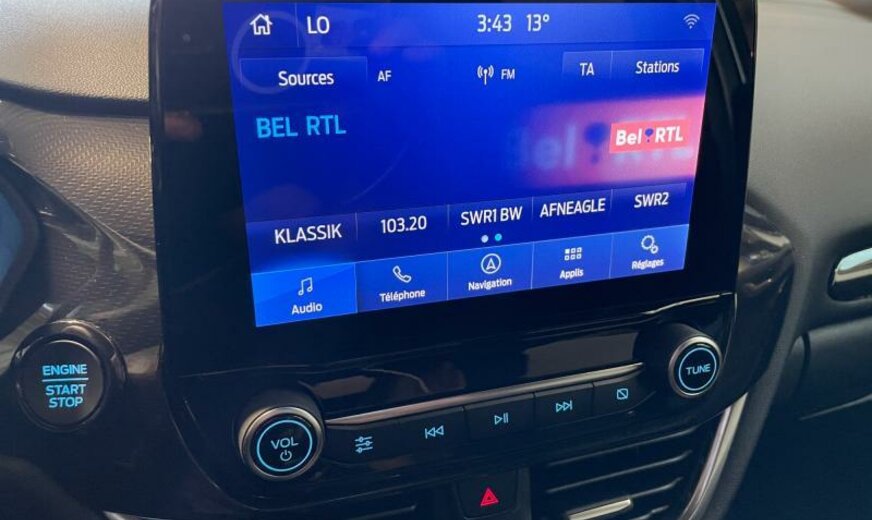 LO 3:43 13°
Sources AF FM TA Stations
BEL RTL
Bel RTL
KLASSIK 103.20 SWR1 BW AFNEAGLE SWR2
Audio Téléphone Navigation Applis Réglages
ENGINE
START
STOP
VOL
TUNE